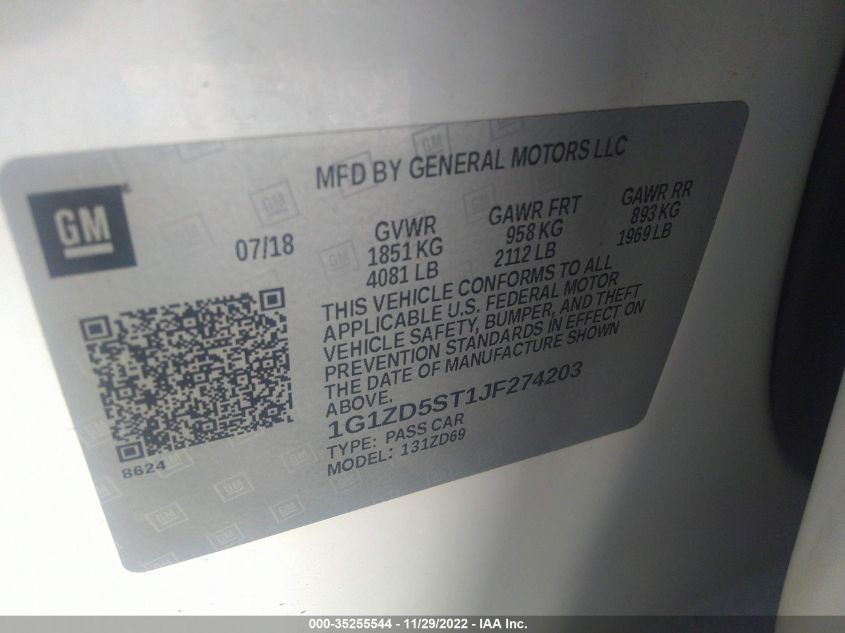 MFD BY GENERAL MOTORS LLC
GM
07/18
GVWR
1851 KG
4081 LB
GAWR FRT
958 KG
2112 LB
GAWR RR
893 KG
1969 LB
THIS VEHICLE CONFORMS TO ALL
APPLICABLE U.S. FEDERAL MOTOR
VEHICLE SAFETY, BUMPER, AND THEFT
PREVENTION STANDARDS IN EFFECT ON
THE DATE OF MANUFACTURE SHOWN
ABOVE.
1G1ZD5ST1JF274203
TYPE: PASS CAR
MODEL: 131ZD69
8624
000-35255544 - 11/29/2022 - IAA Inc.